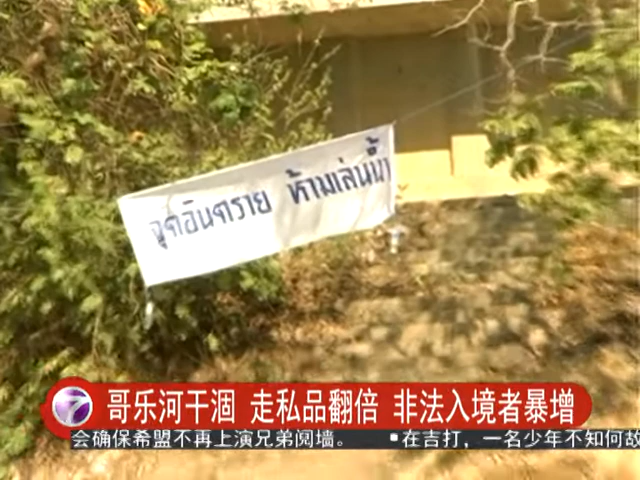 จุดอันตราย ห้ามเล่นน้ำ
哥乐河干涸 走私品翻倍 非法入境者暴增
会确保希盟不再上演兄弟阋墙。 ▪在吉打，一名少年不知何故